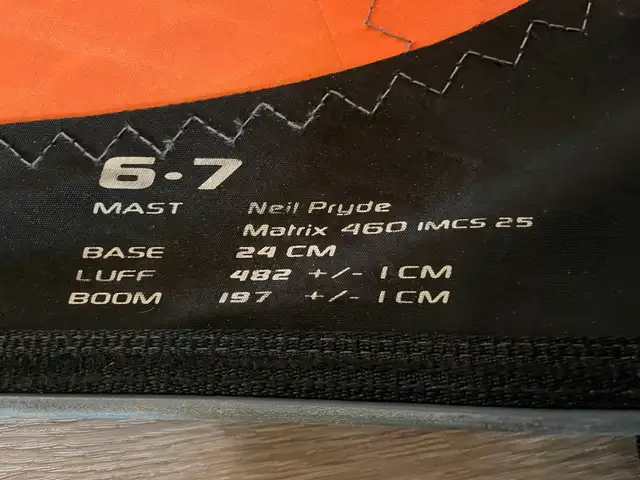 6.7
MAST Neil Pryde
Matrix 460 IMCS 25
BASE 24 CM
LUFF 482 +/- 1 CM
BOOM 197 +/- 1 CM